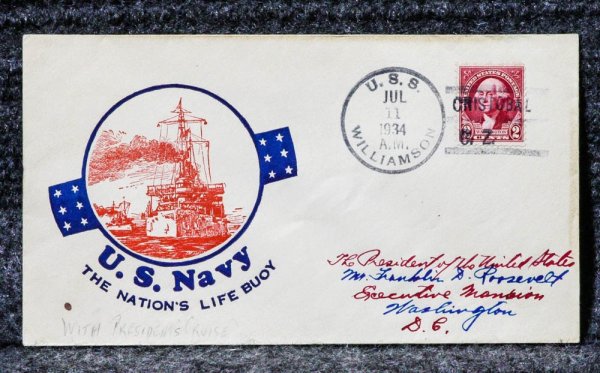 U.S.S.
JUL
11
1934
A.M.
WILLIAMSON
CRISTOBAL
C. Z.
UNITED STATES POSTAGE
2 2
U.S. Navy
THE NATION'S LIFE BUOY
The President of the United States
Mr. Franklin D. Roosevelt
Executive Mansion
Washington
D.C.
WITH PRESIDENT'S CRUISE